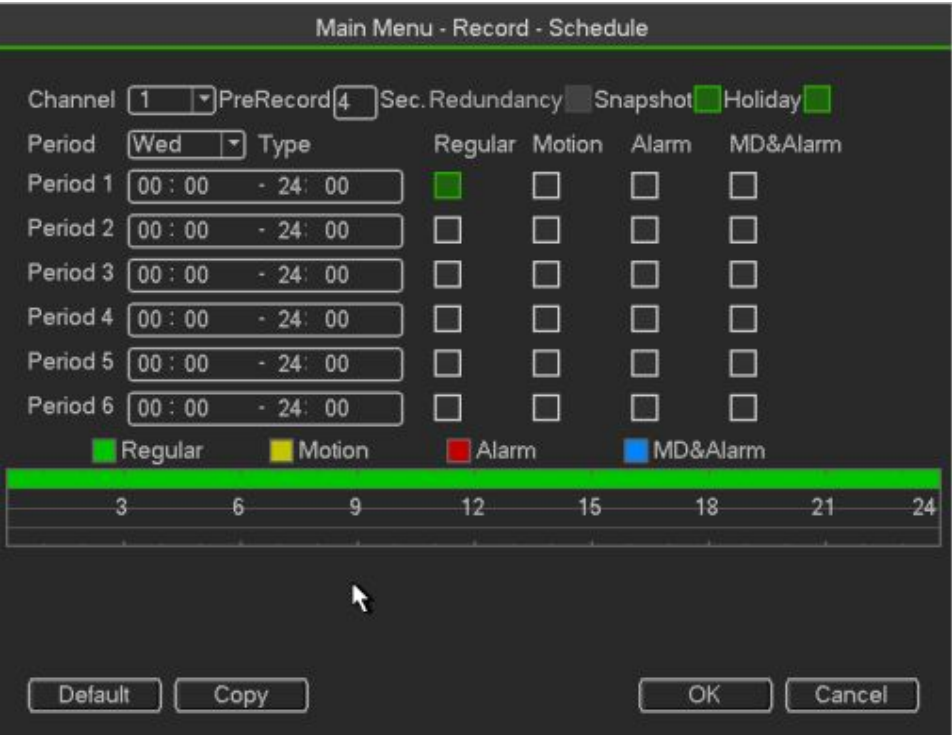 Main Menu - Record - Schedule
Channel 1 PreRecord 4 Sec. Redundancy Snapshot Holiday
Period Wed Type Regular Motion Alarm MD&Alarm
Period 1 00 : 00 - 24: 00
Period 2 00 : 00 - 24: 00
Period 3 00 : 00 - 24: 00
Period 4 00 : 00 - 24: 00
Period 5 00 : 00 - 24: 00
Period 6 00 : 00 - 24: 00
Regular Motion Alarm MD&Alarm
3 6 9 12 15 18 21 24
Default Copy OK Cancel